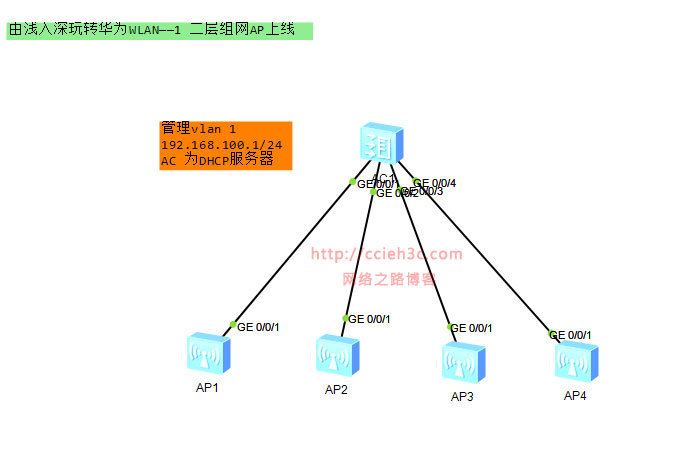 由浅入深玩转华为WLAN——1 二层组网AP上线
管理vlan 1
192.168.100.1/24
AC 为DHCP服务器
组
AC1
GE 0/0/1
GE 0/0/2
GE 0/0/3
GE 0/0/4
http://ccieh3c.com
网络之路博客
GE 0/0/1
GE 0/0/1
GE 0/0/1
GE 0/0/1
AP1
AP2
AP3
AP4